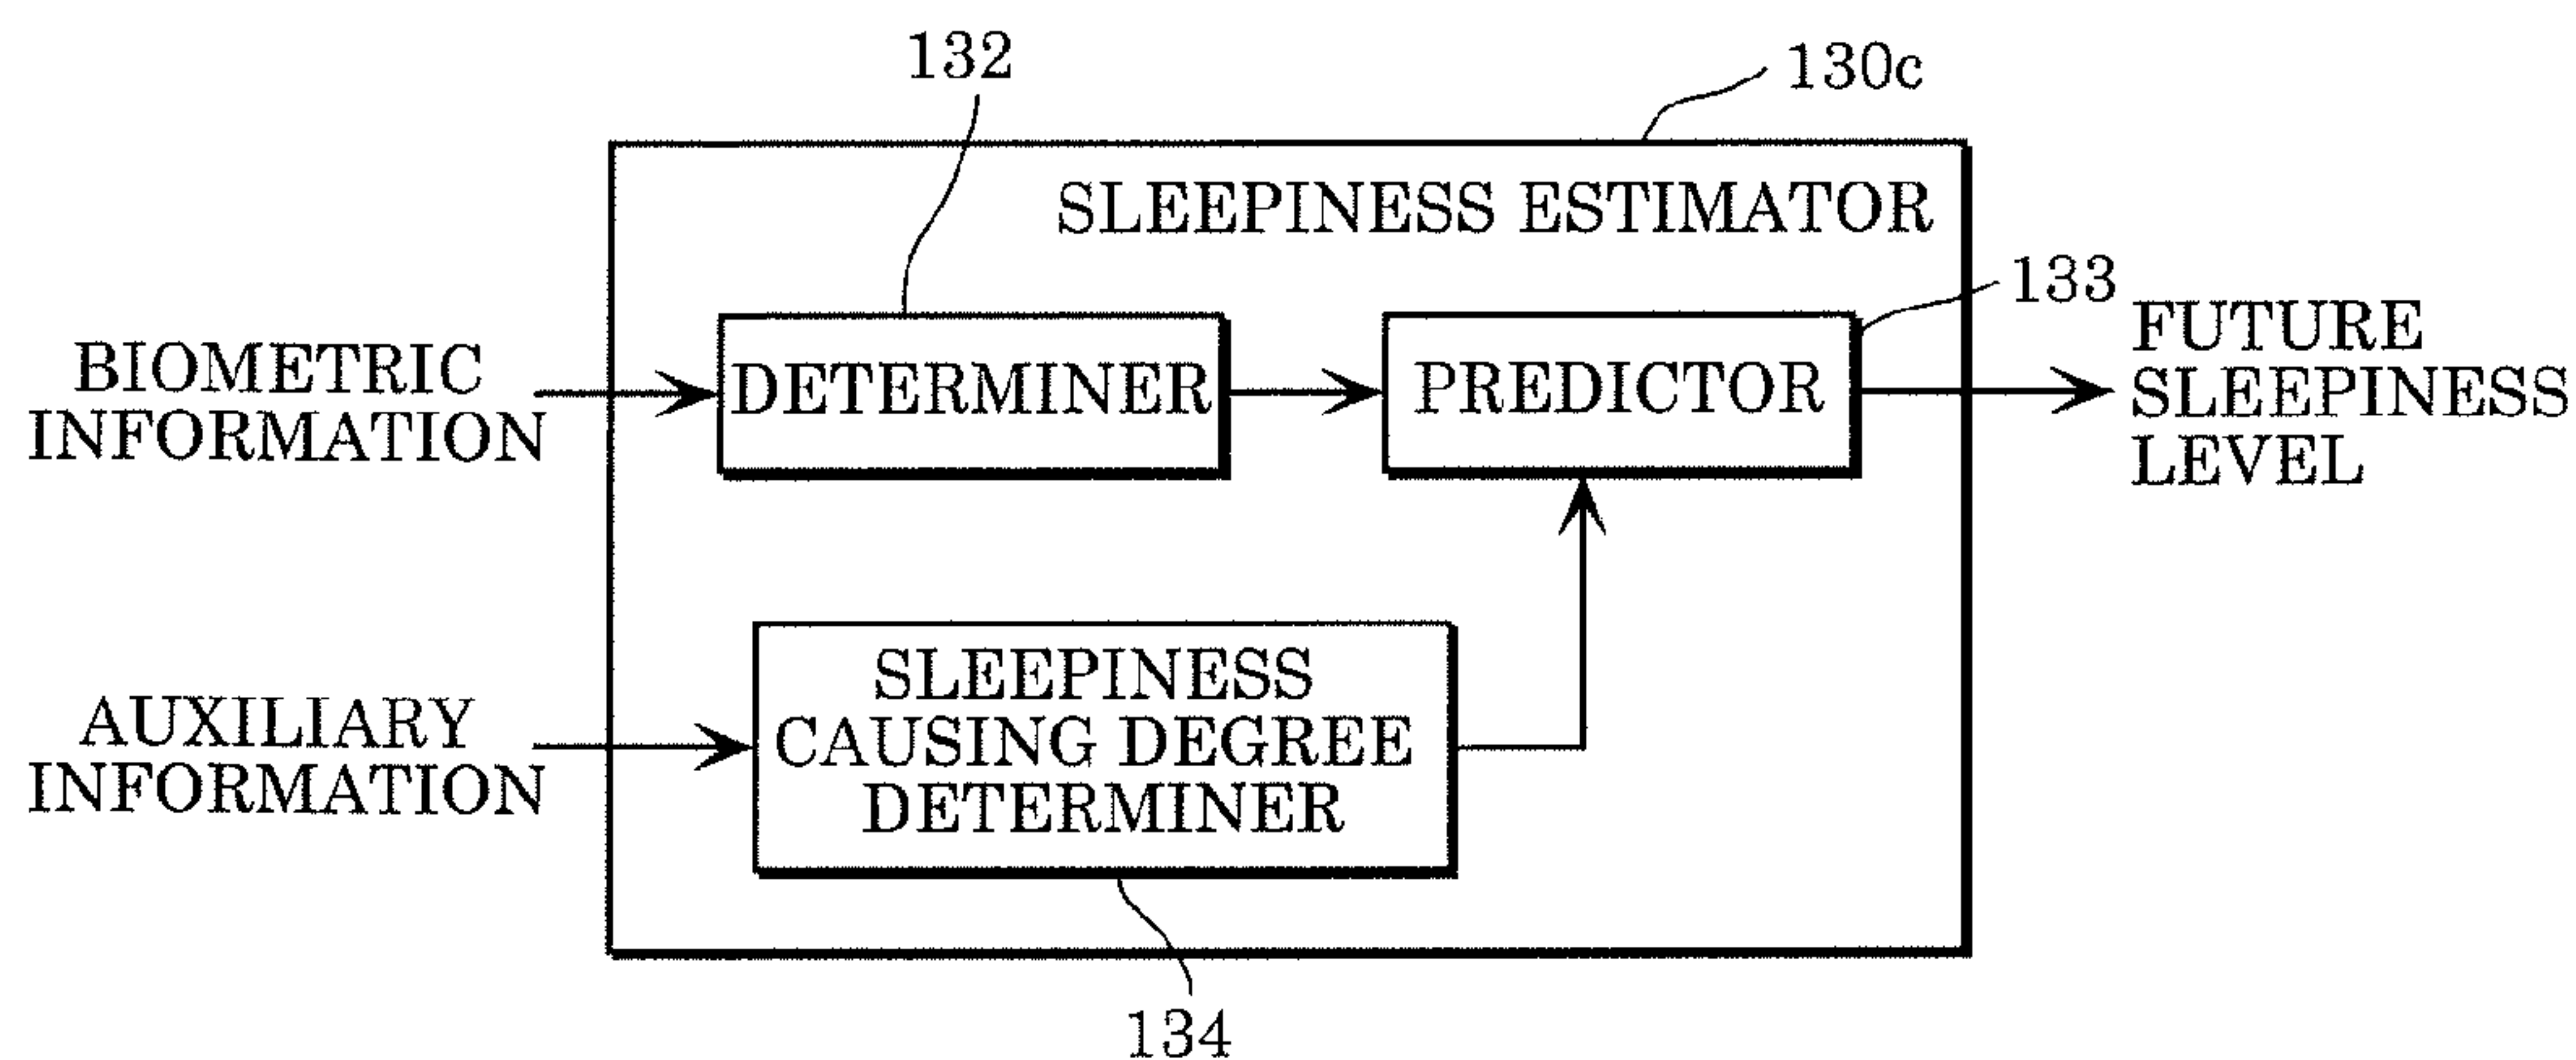 132
130c
SLEEPINESS ESTIMATOR
133
BIOMETRIC
INFORMATION
DETERMINER
PREDICTOR
FUTURE
SLEEPINESS
LEVEL
AUXILIARY
INFORMATION
SLEEPINESS
CAUSING DEGREE
DETERMINER
134